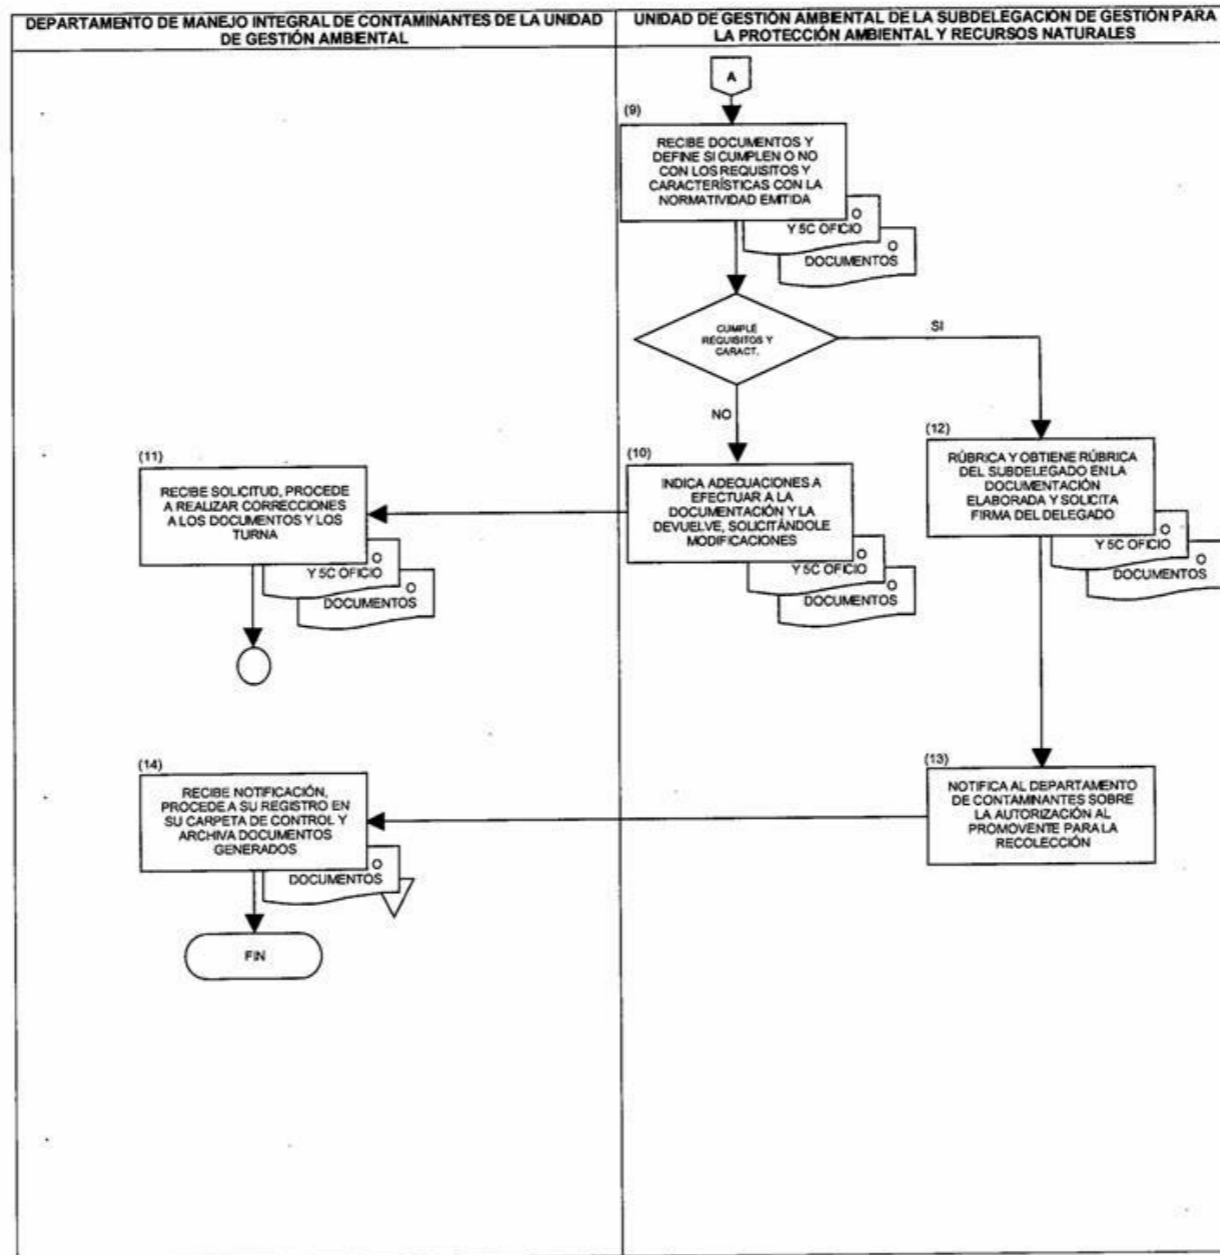 DEPARTAMENTO DE MANEJO INTEGRAL DE CONTAMINANTES DE LA UNIDAD
DE GESTIÓN AMBIENTAL
UNIDAD DE GESTIÓN AMBIENTAL DE LA SUBDELEGACIÓN DE GESTIÓN PARA
LA PROTECCIÓN AMBIENTAL Y RECURSOS NATURALES
A
(9)
RECIBE DOCUMENTOS Y
DEFINE SI CUMPLEN O NO
CON LOS REQUISITOS Y
CARACTERÍSTICAS CON LA
NORMATIVIDAD EMITIDA
O
Y 5C OFICIO
O
DOCUMENTOS
CUMPLE
REQUISITOS Y
CARACT.
SI
NO
(10)
INDICA ADECUACIONES A
EFECTUAR A LA
DOCUMENTACIÓN Y LA
DEVUELVE, SOLICITÁNDOLE
MODIFICACIONES
O
Y 5C OFICIO
O
DOCUMENTOS
(11)
RECIBE SOLICITUD, PROCEDE
A REALIZAR CORRECCIONES
A LOS DOCUMENTOS Y LOS
TURNA
O
Y 5C OFICIO
O
DOCUMENTOS
(12)
RÚBRICA Y OBTIENE RÚBRICA
DEL SUBDELEGADO EN LA
DOCUMENTACIÓN
ELABORADA Y SOLICITA
FIRMA DEL DELEGADO
O
Y 5C OFICIO
O
DOCUMENTOS
(13)
NOTIFICA AL DEPARTAMENTO
DE CONTAMINANTES SOBRE
LA AUTORIZACIÓN AL
PROMOVENTE PARA LA
RECOLECCIÓN
(14)
RECIBE NOTIFICACIÓN,
PROCEDE A SU REGISTRO EN
SU CARPETA DE CONTROL Y
ARCHIVA DOCUMENTOS
GENERADOS
O
DOCUMENTOS
FIN